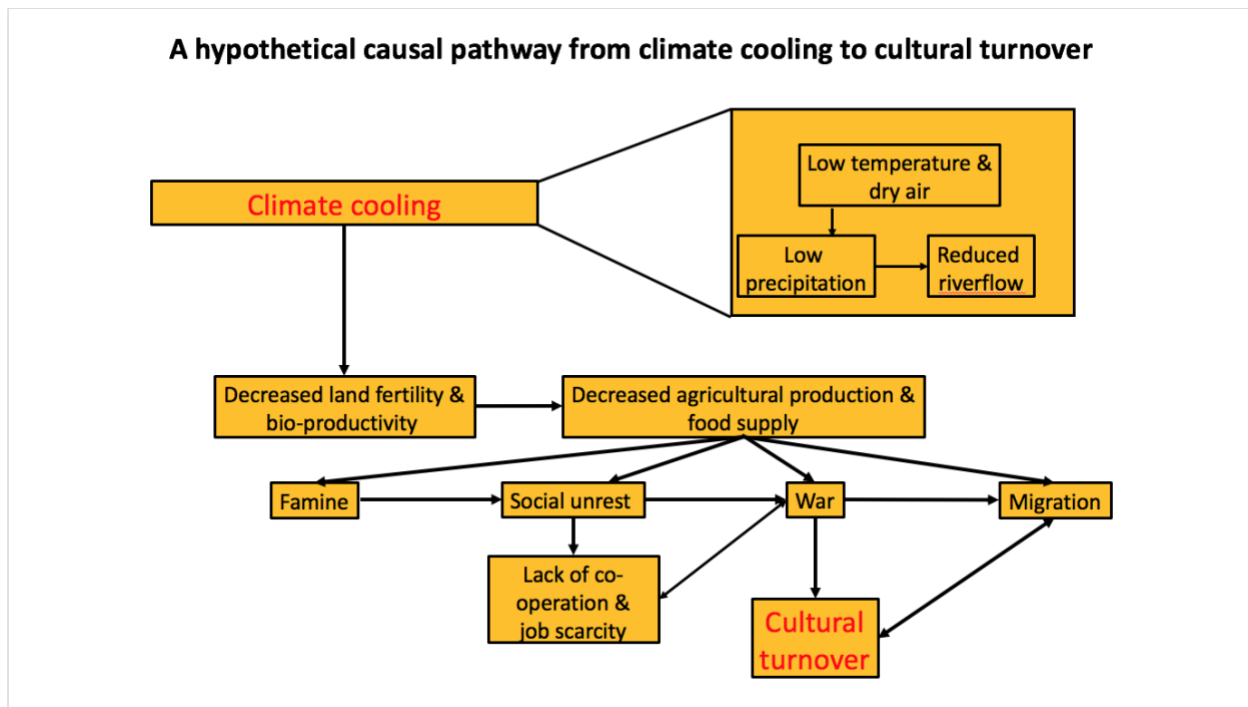 A hypothetical causal pathway from climate cooling to cultural turnover
Climate cooling
Low temperature &
dry air
Low
precipitation
Reduced
riverflow
Decreased land fertility &
bio-productivity
Decreased agricultural production &
food supply
Famine
Social unrest
War
Migration
Lack of co-
operation &
job scarcity
Cultural
turnover